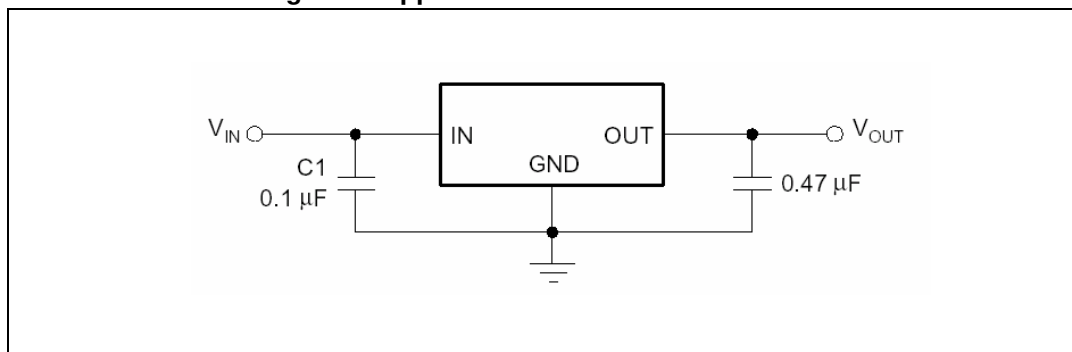 V_IN
IN
OUT
V_OUT
GND
C1
0.1 μF
0.47 μF